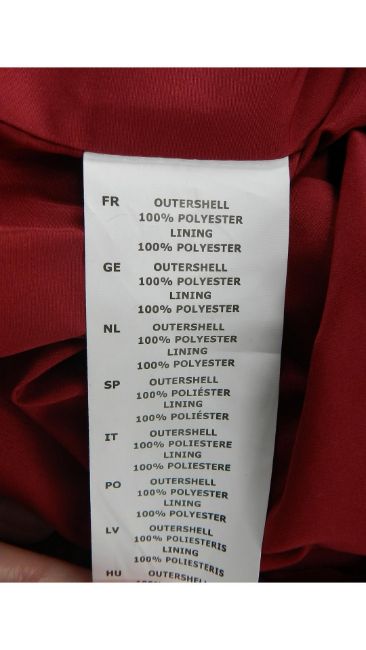 FR OUTERSHELL
100% POLYESTER
LINING
100% POLYESTER
GE OUTERSHELL
100% POLYESTER
LINING
100% POLYESTER
NL OUTERSHELL
100% POLYESTER
LINING
100% POLYESTER
SP OUTERSHELL
100% POLIÉSTER
LINING
100% POLIÉSTER
IT OUTERSHELL
100% POLIESTERE
LINING
100% POLIESTERE
PO OUTERSHELL
100% POLYESTER
LINING
100% POLYESTER
LV OUTERSHELL
100% POLIESTERIS
LINING
100% POLIESTERIS
HU OUTERSHELL